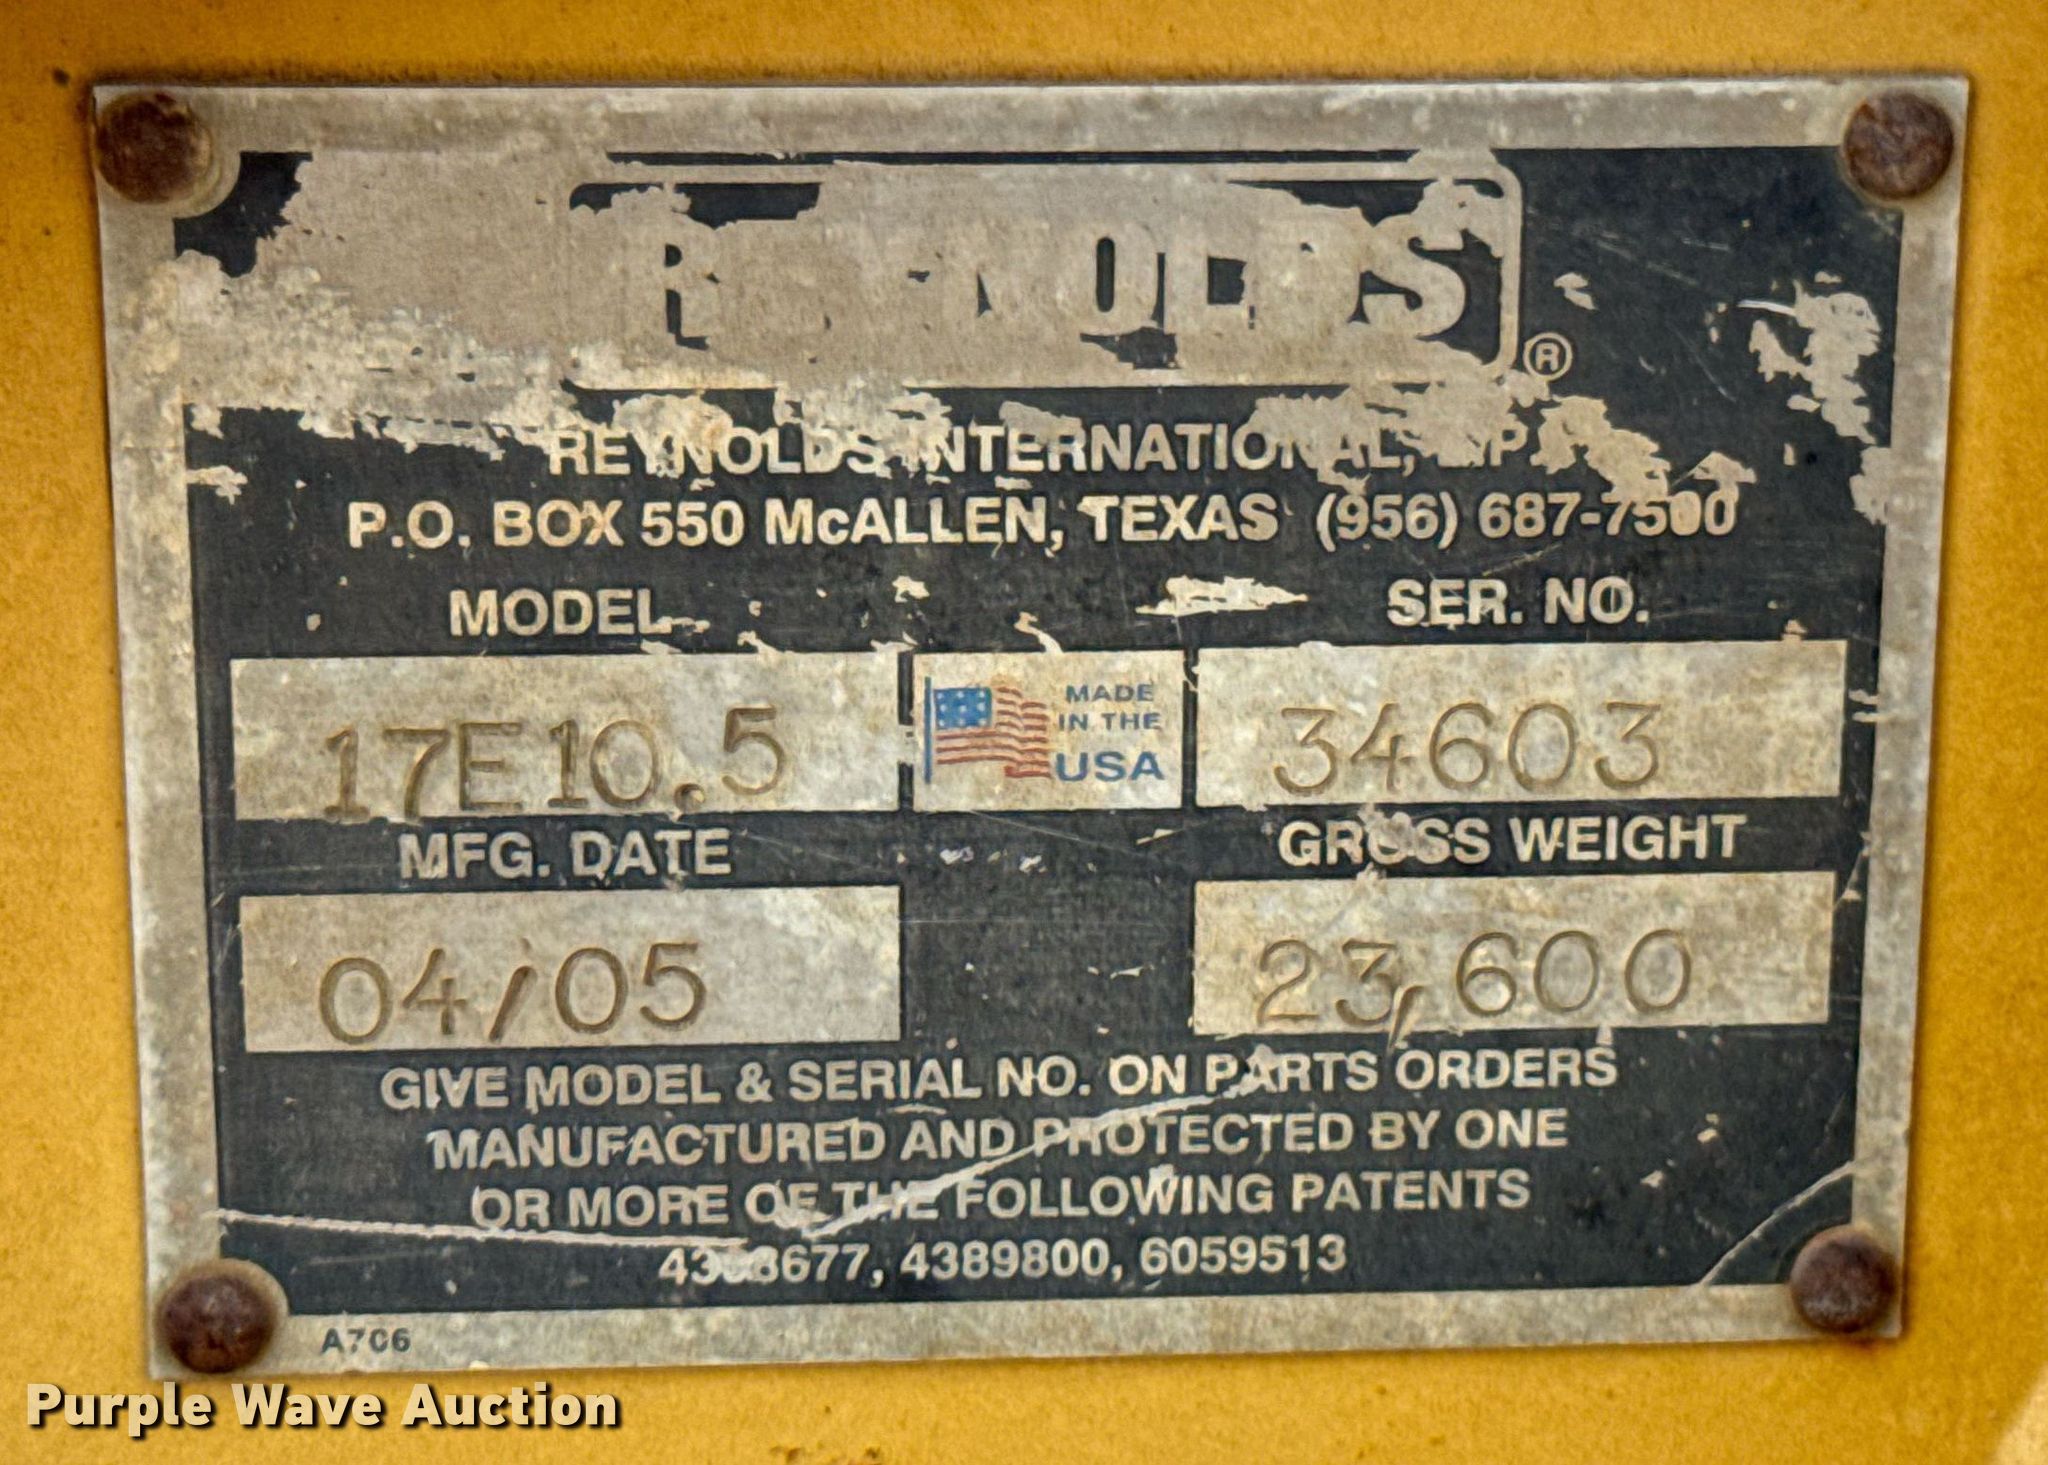 REYNOLDS ®
REYNOLDS INTERNATIONAL, L.P.
P.O. BOX 550 McALLEN, TEXAS (956) 687-7500
MODEL SER. NO.
17E10.5 MADE IN THE USA 34603
MFG. DATE GROSS WEIGHT
04/05 23,600
GIVE MODEL & SERIAL NO. ON PARTS ORDERS
MANUFACTURED AND PROTECTED BY ONE
OR MORE OF THE FOLLOWING PATENTS
4389800, 6059513
A706
Purple Wave Auction